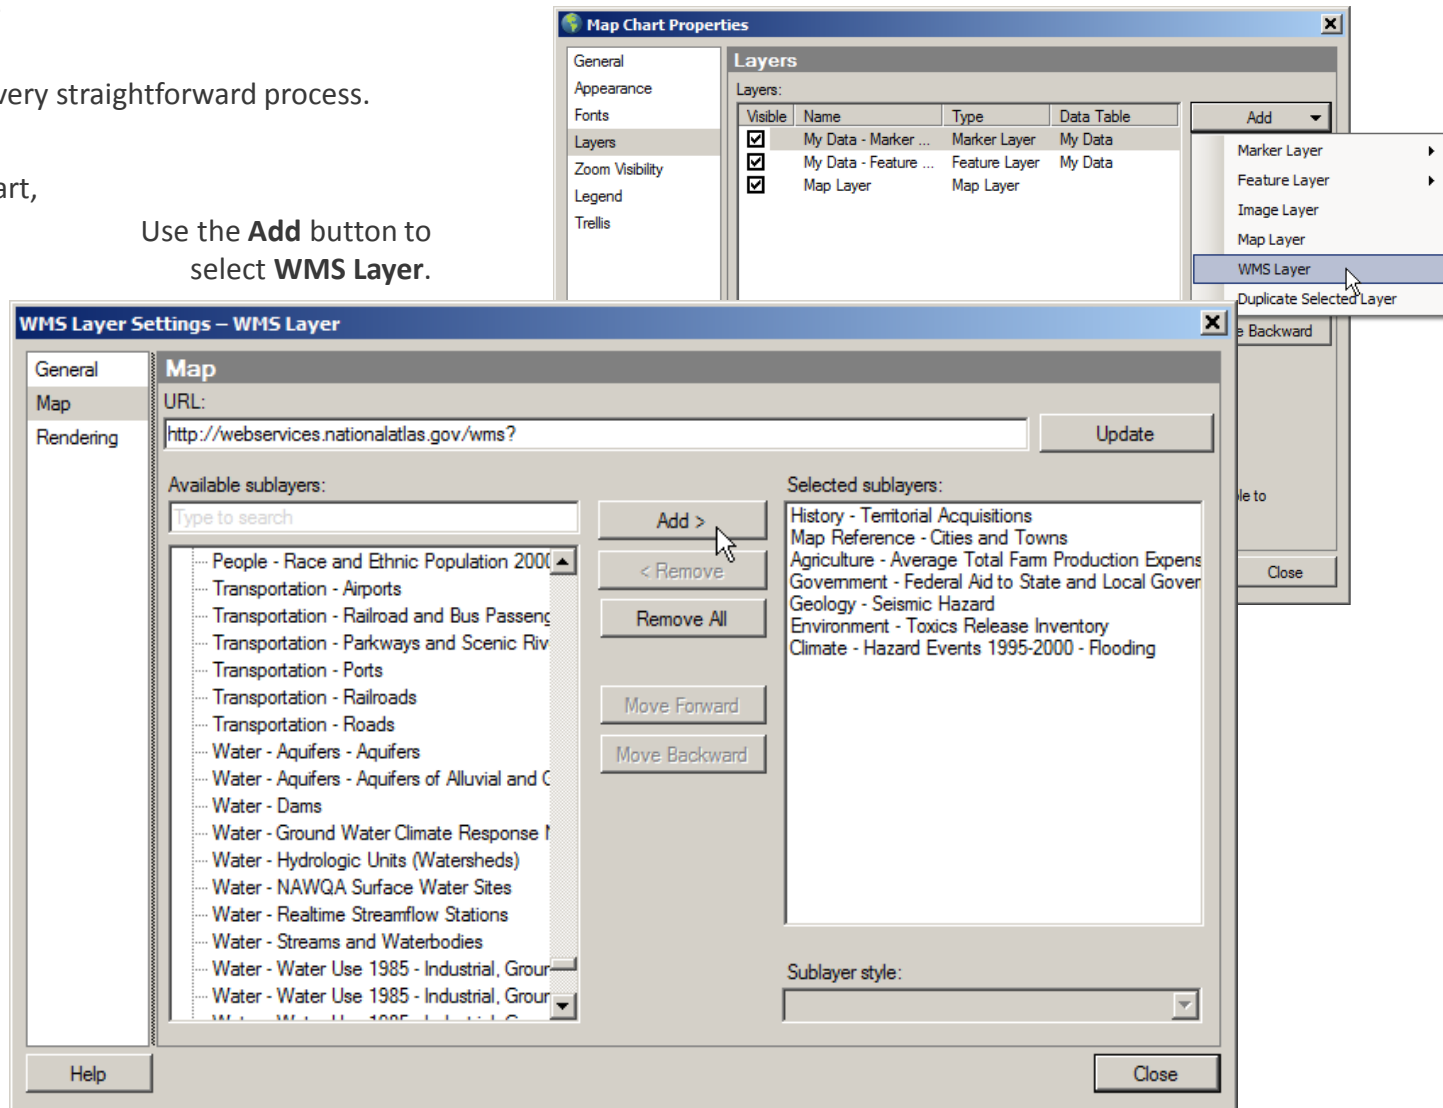 very straightforward process.
art,
Use the Add button to
select WMS Layer.
Map Chart Properties
General
Appearance
Fonts
Layers
Zoom Visibility
Legend
Trellis
Layers
Layers:
Visible Name Type Data Table
My Data - Marker ... Marker Layer My Data
My Data - Feature ... Feature Layer My Data
Map Layer Map Layer
Add
Marker Layer
Feature Layer
Image Layer
Map Layer
WMS Layer
Duplicate Selected Layer
e Backward
le to
Close
WMS Layer Settings – WMS Layer
General
Map
Rendering
Map
URL:
http://webservices.nationalatlas.gov/wms?
Update
Available sublayers:
Type to search
People - Race and Ethnic Population 200
Transportation - Airports
Transportation - Railroad and Bus Passeng
Transportation - Parkways and Scenic Riv
Transportation - Ports
Transportation - Railroads
Transportation - Roads
Water - Aquifers - Aquifers
Water - Aquifers - Aquifers of Alluvial and G
Water - Dams
Water - Ground Water Climate Response N
Water - Hydrologic Units (Watersheds)
Water - NAWQA Surface Water Sites
Water - Realtime Streamflow Stations
Water - Streams and Waterbodies
Water - Water Use 1985 - Industrial, Groun
Water - Water Use 1985 - Industrial, Groun
Add >
< Remove
Remove All
Move Forward
Move Backward
Selected sublayers:
History - Territorial Acquisitions
Map Reference - Cities and Towns
Agriculture - Average Total Farm Production Expens
Government - Federal Aid to State and Local Gover
Geology - Seismic Hazard
Environment - Toxics Release Inventory
Climate - Hazard Events 1995-2000 - Flooding
Sublayer style:
Help
Close